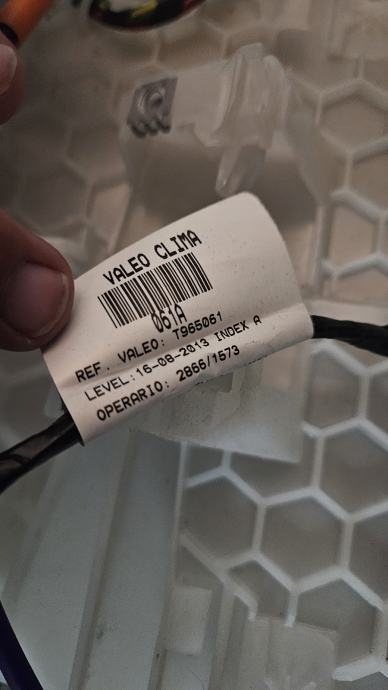 VALEO CLIMA
061A
REF. VALEO: T965061
LEVEL:16-08-2013 INDEX A
OPERARIO: 2866/1573